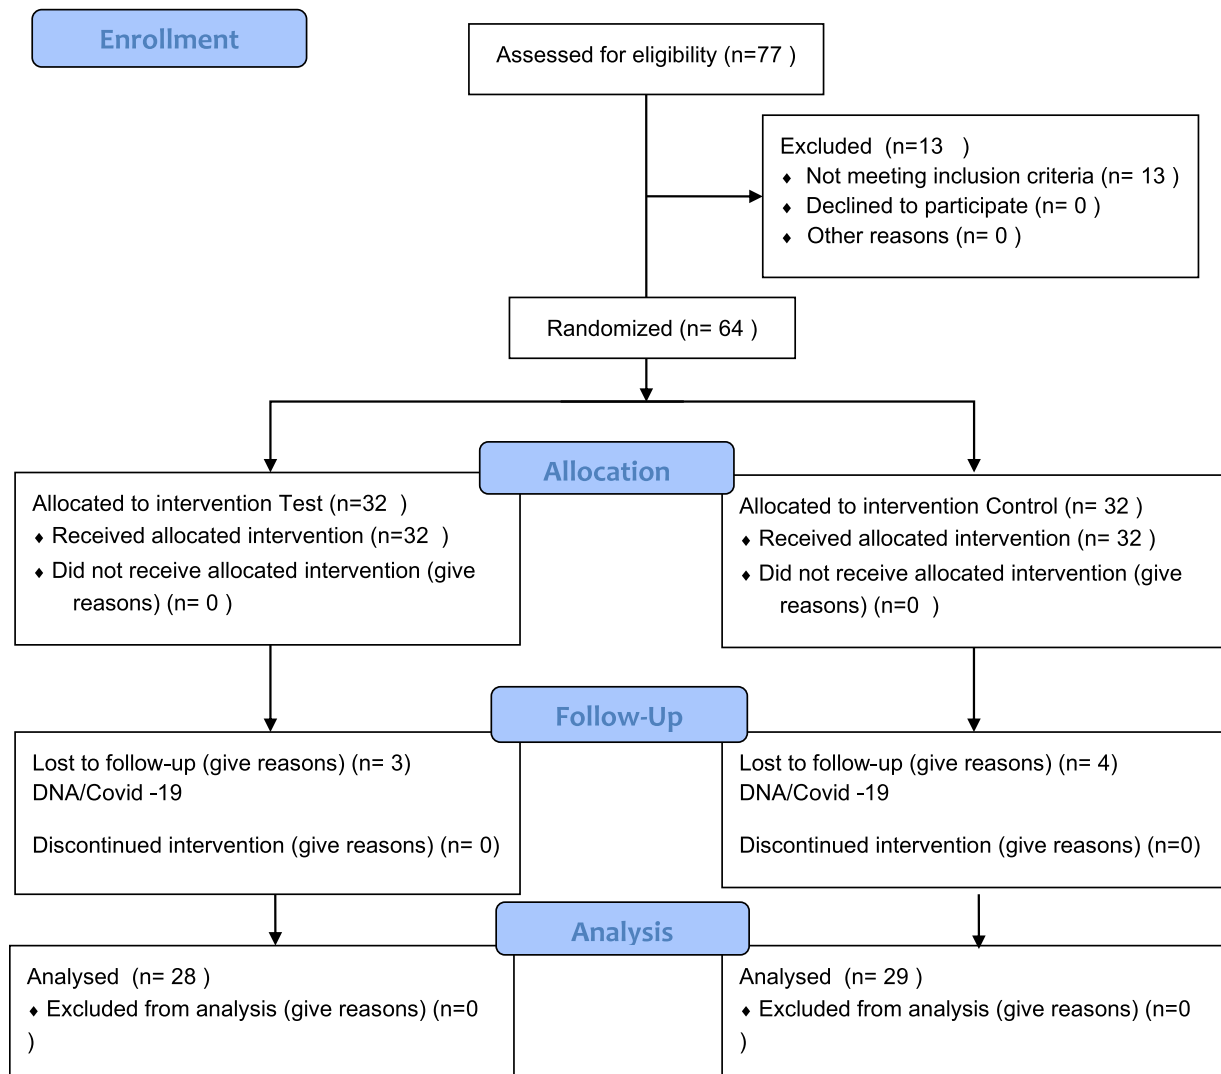 Enrollment
Assessed for eligibility (n=77 )
Excluded (n=13 )
♦ Not meeting inclusion criteria (n= 13 )
♦ Declined to participate (n= 0 )
♦ Other reasons (n= 0 )
Randomized (n= 64 )
Allocation
Allocated to intervention Test (n=32 )
♦ Received allocated intervention (n=32 )
♦ Did not receive allocated intervention (give
reasons) (n= 0 )
Allocated to intervention Control (n= 32 )
♦ Received allocated intervention (n= 32 )
♦ Did not receive allocated intervention (give
reasons) (n=0 )
Follow-Up
Lost to follow-up (give reasons) (n= 3)
DNA/Covid -19
Discontinued intervention (give reasons) (n= 0)
Lost to follow-up (give reasons) (n= 4)
DNA/Covid -19
Discontinued intervention (give reasons) (n=0)
Analysis
Analysed (n= 28 )
♦ Excluded from analysis (give reasons) (n=0
)
Analysed (n= 29 )
♦ Excluded from analysis (give reasons) (n=0
)